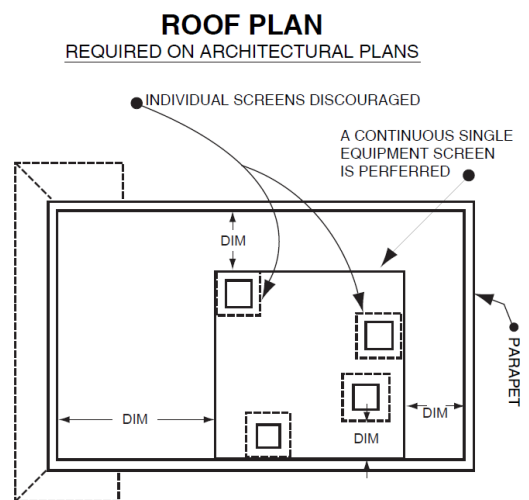 ROOF PLAN
REQUIRED ON ARCHITECTURAL PLANS
INDIVIDUAL SCREENS DISCOURAGED
A CONTINUOUS SINGLE
EQUIPMENT SCREEN
IS PERFERRED
DIM
PARAPET
DIM
DIM
DIM